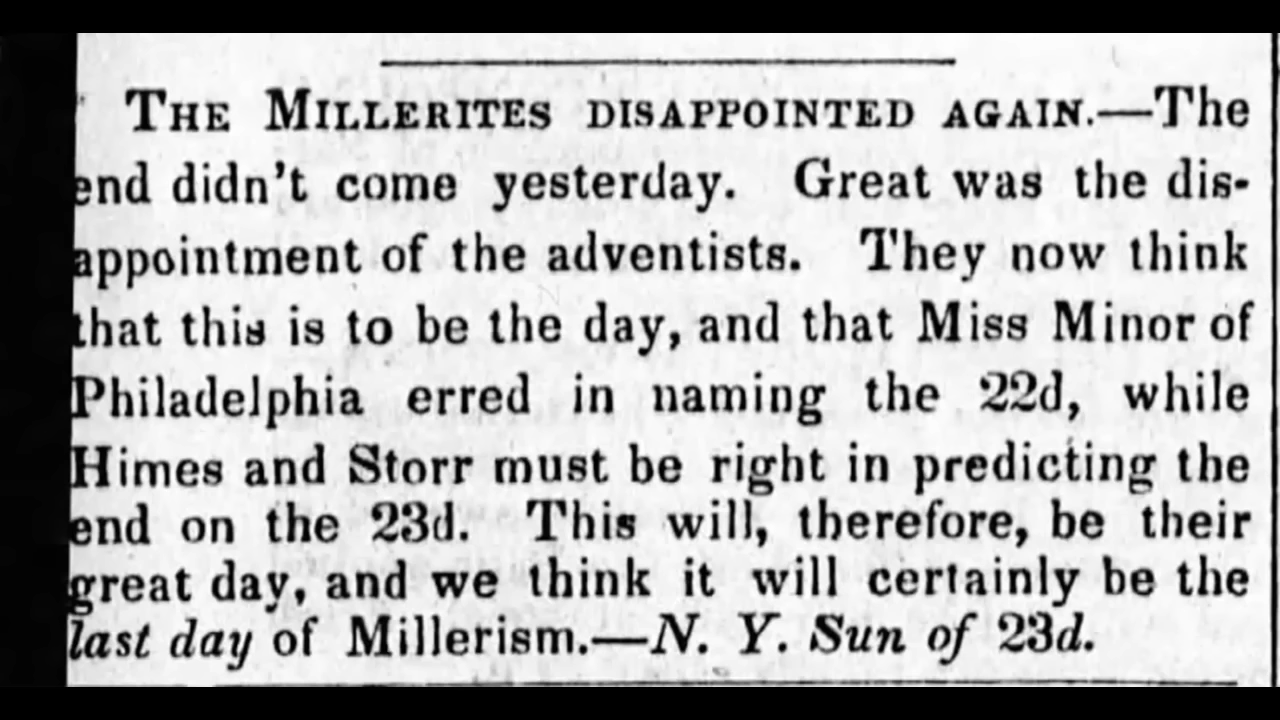 THE MILLERITES DISAPPOINTED AGAIN.—The
end didn't come yesterday. Great was the dis-
appointment of the adventists. They now think
that this is to be the day, and that Miss Minor of
Philadelphia erred in naming the 22d, while
Himes and Storr must be right in predicting the
end on the 23d. This will, therefore, be their
great day, and we think it will certainly be the
last day of Millerism.—N. Y. Sun of 23d.